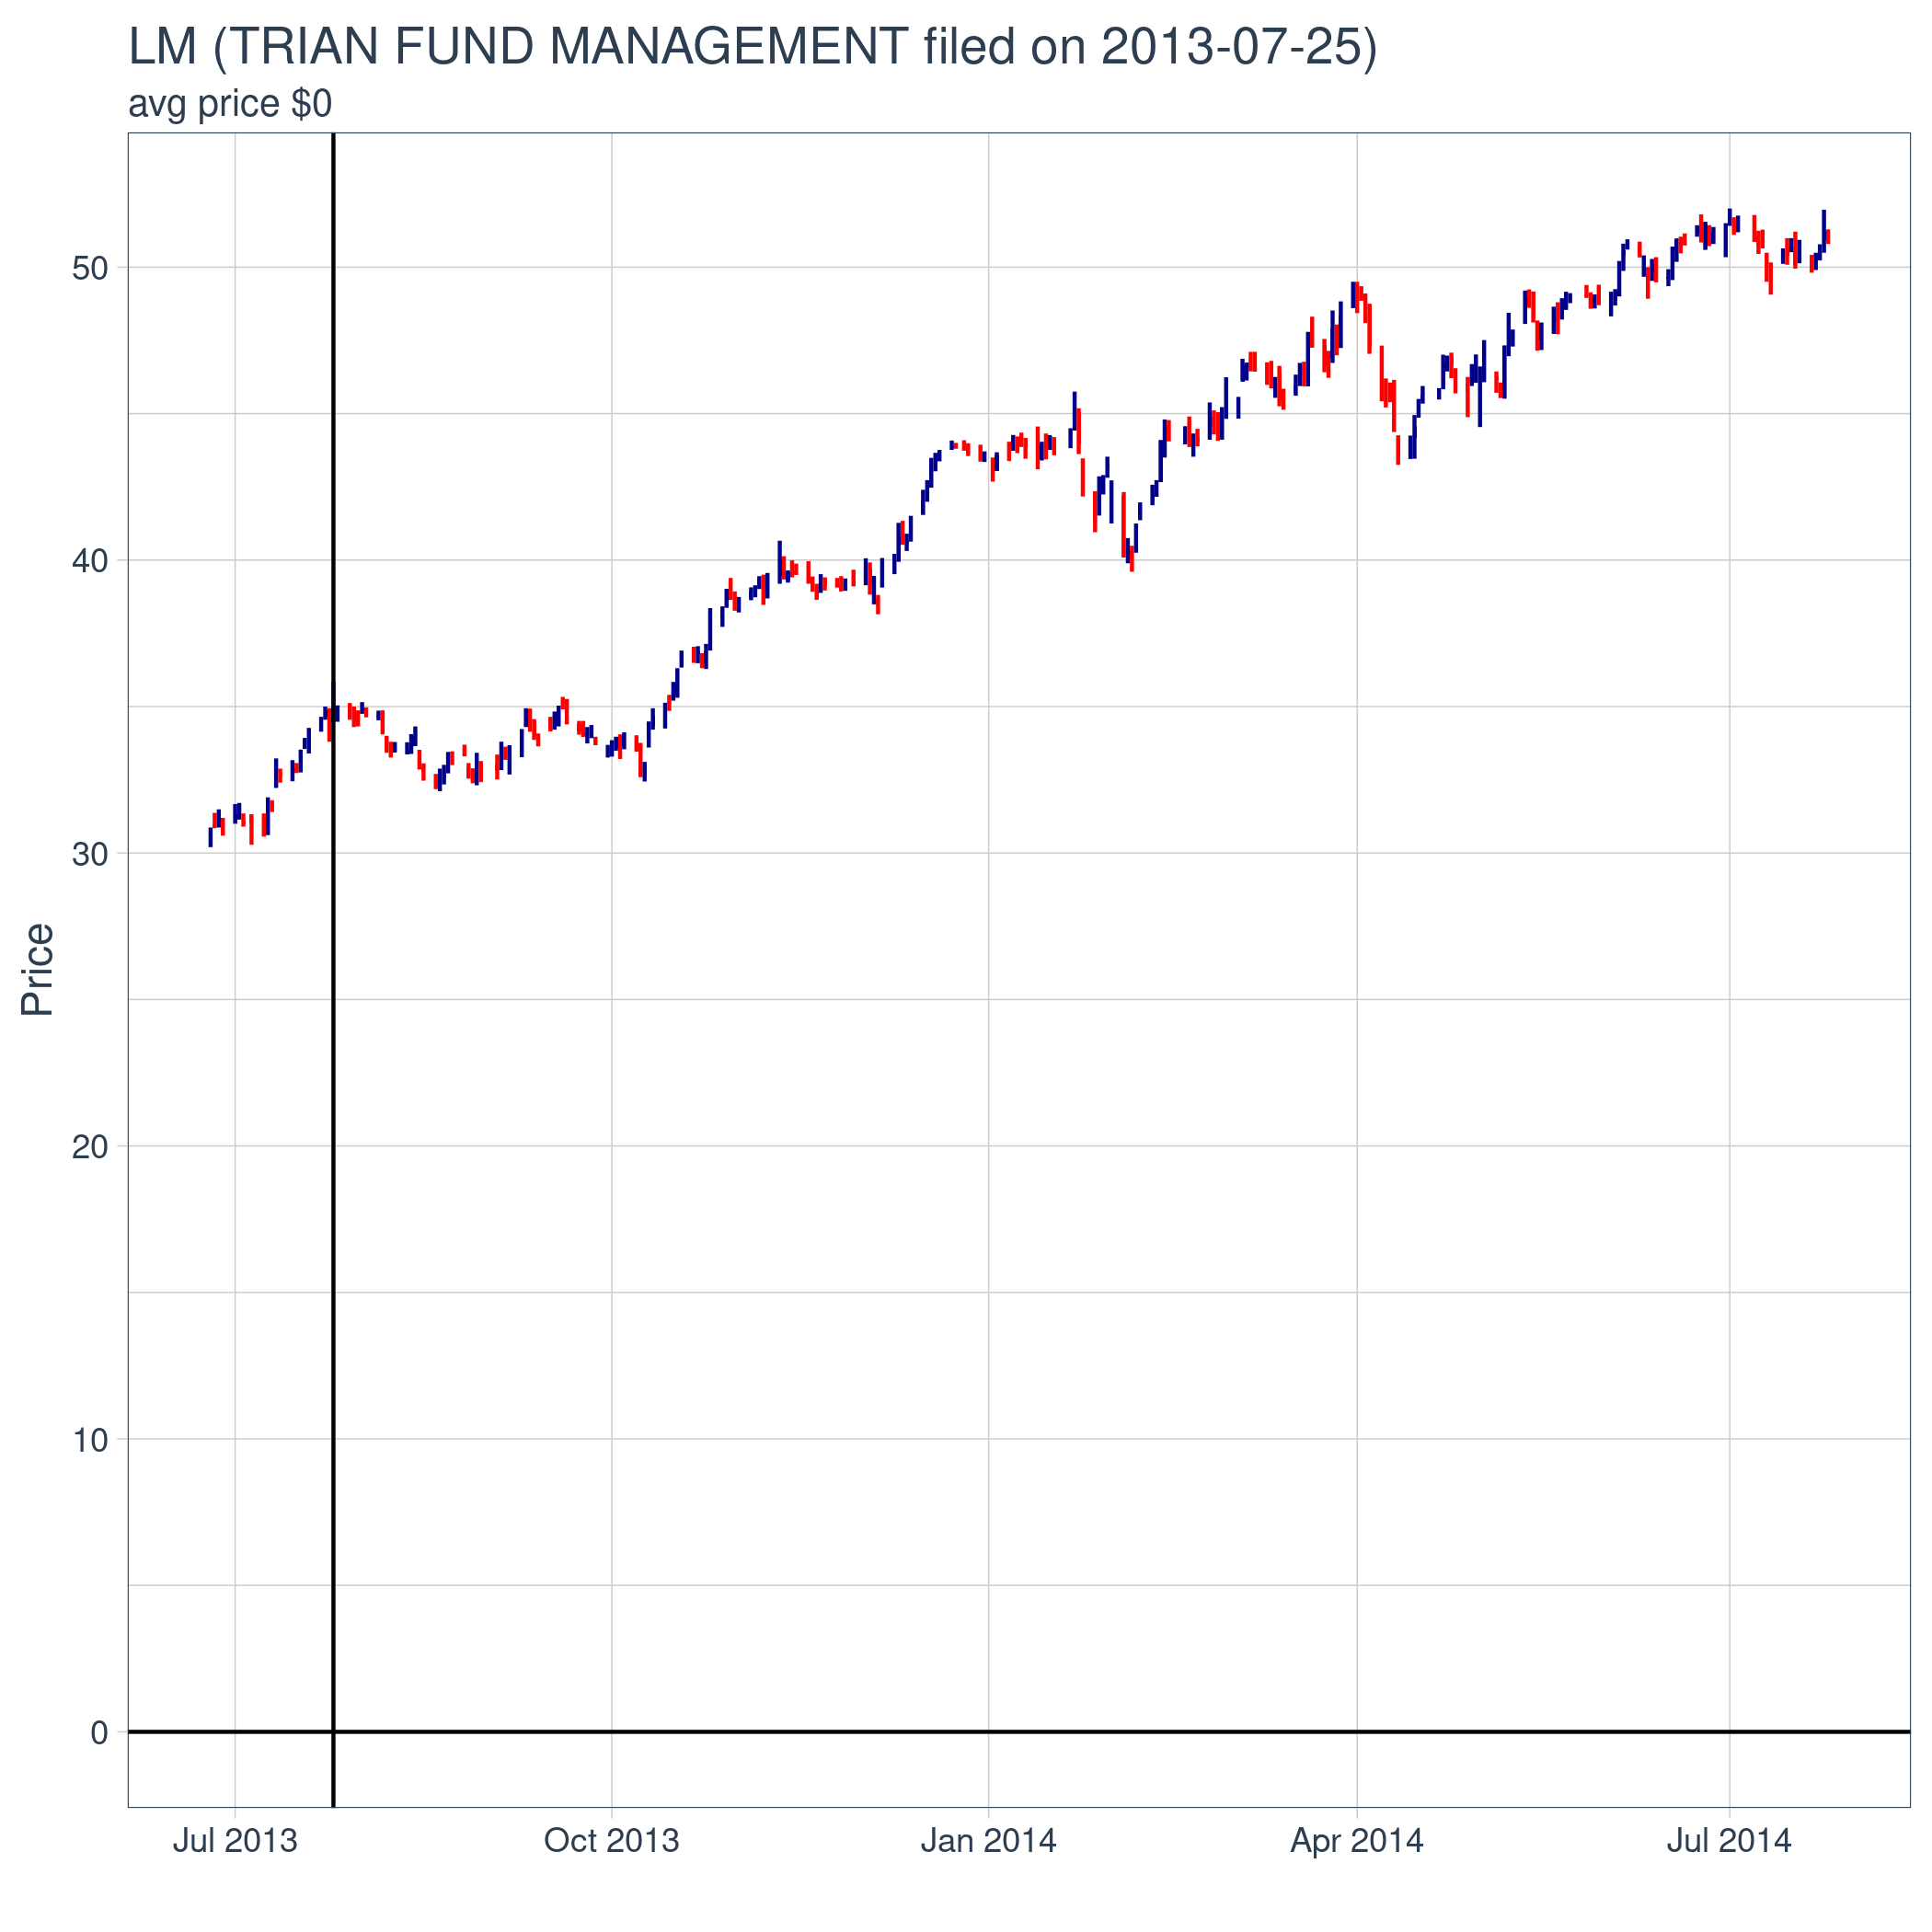 LM (TRIAN FUND MANAGEMENT filed on 2013-07-25)
avg price $0
50
40
30
20
10
0
Price
Jul 2013
Oct 2013
Jan 2014
Apr 2014
Jul 2014